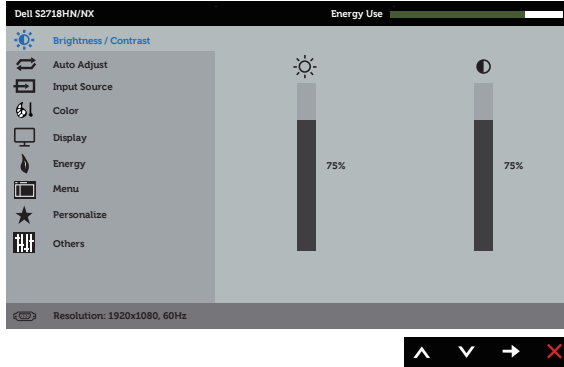 Dell S2718HN/NX
Energy Use
Brightness / Contrast
Auto Adjust
Input Source
Color
Display
Energy
Menu
Personalize
Others
75%
75%
Resolution: 1920x1080, 60Hz